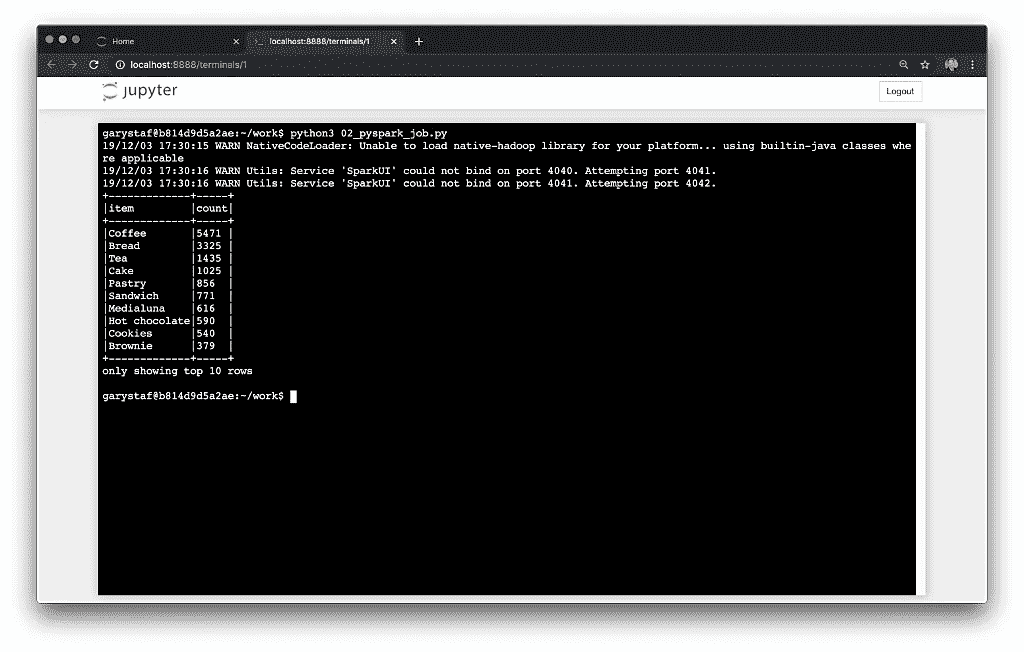 Home
localhost:8888/terminals/1
localhost:8888/terminals/1
jupyter
Logout
garystaf@b814d9d5a2ae:~/work$ python3 02_pyspark_job.py
19/12/03 17:30:15 WARN NativeCodeLoader: Unable to load native-hadoop library for your platform... using builtin-java classes whe
re applicable
19/12/03 17:30:16 WARN Utils: Service 'SparkUI' could not bind on port 4040. Attempting port 4041.
19/12/03 17:30:16 WARN Utils: Service 'SparkUI' could not bind on port 4041. Attempting port 4042.
+-------------+-----+
|item         |count|
+-------------+-----+
|Coffee       |5471 |
|Bread        |3325 |
|Tea          |1435 |
|Cake         |1025 |
|Pastry       |856  |
|Sandwich     |771  |
|Medialuna    |616  |
|Hot chocolate|590  |
|Cookies      |540  |
|Brownie      |379  |
+-------------+-----+
only showing top 10 rows
garystaf@b814d9d5a2ae:~/work$